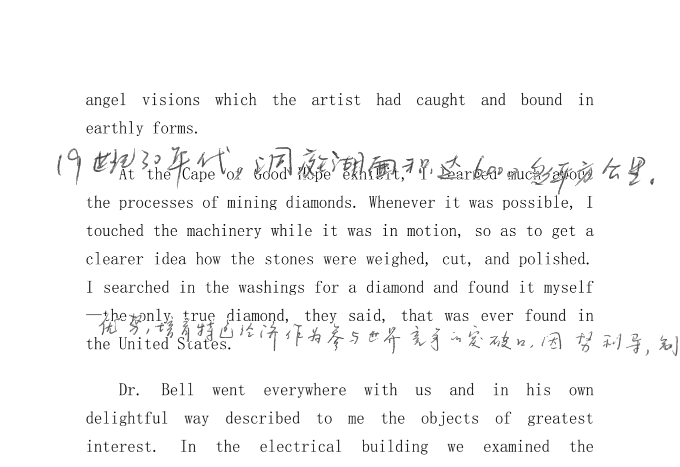 angel visions which the artist had caught and bound in
earthly forms.
19世纪30年代，洞庭湖面积达6000多平方公里.
At the Cape of Good Hope exhibit, I learned much about
the processes of mining diamonds. Whenever it was possible, I
touched the machinery while it was in motion, so as to get a
clearer idea how the stones were weighed, cut, and polished.
I searched in the washings for a diamond and found it myself
—the only true diamond, they said, that was ever found in
优势,培育特色经济作为参与世界竞争的突破口,因势利导,制
the United States.
Dr. Bell went everywhere with us and in his own
delightful way described to me the objects of greatest
interest. In the electrical building we examined the